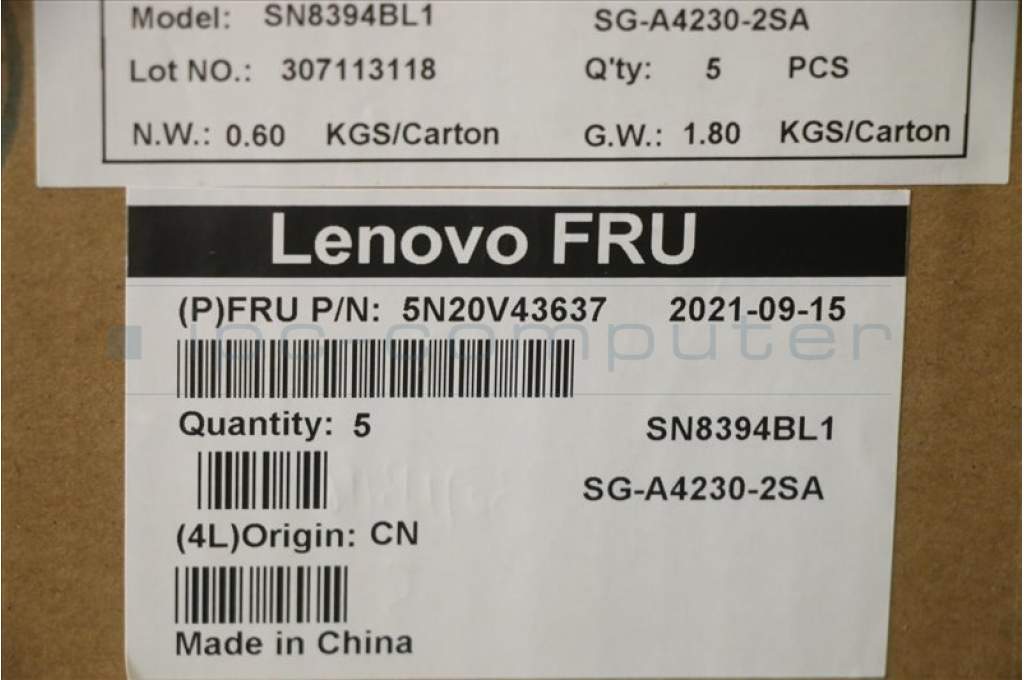 Model: SN8394BL1 SG-A4230-2SA
Lot NO.: 307113118 Q'ty: 5 PCS
N.W.: 0.60 KGS/Carton G.W.: 1.80 KGS/Carton
Lenovo FRU
(P)FRU P/N: 5N20V43637 2021-09-15
ipc-computer
Quantity: 5 SN8394BL1
SG-A4230-2SA
(4L)Origin: CN
Made in China